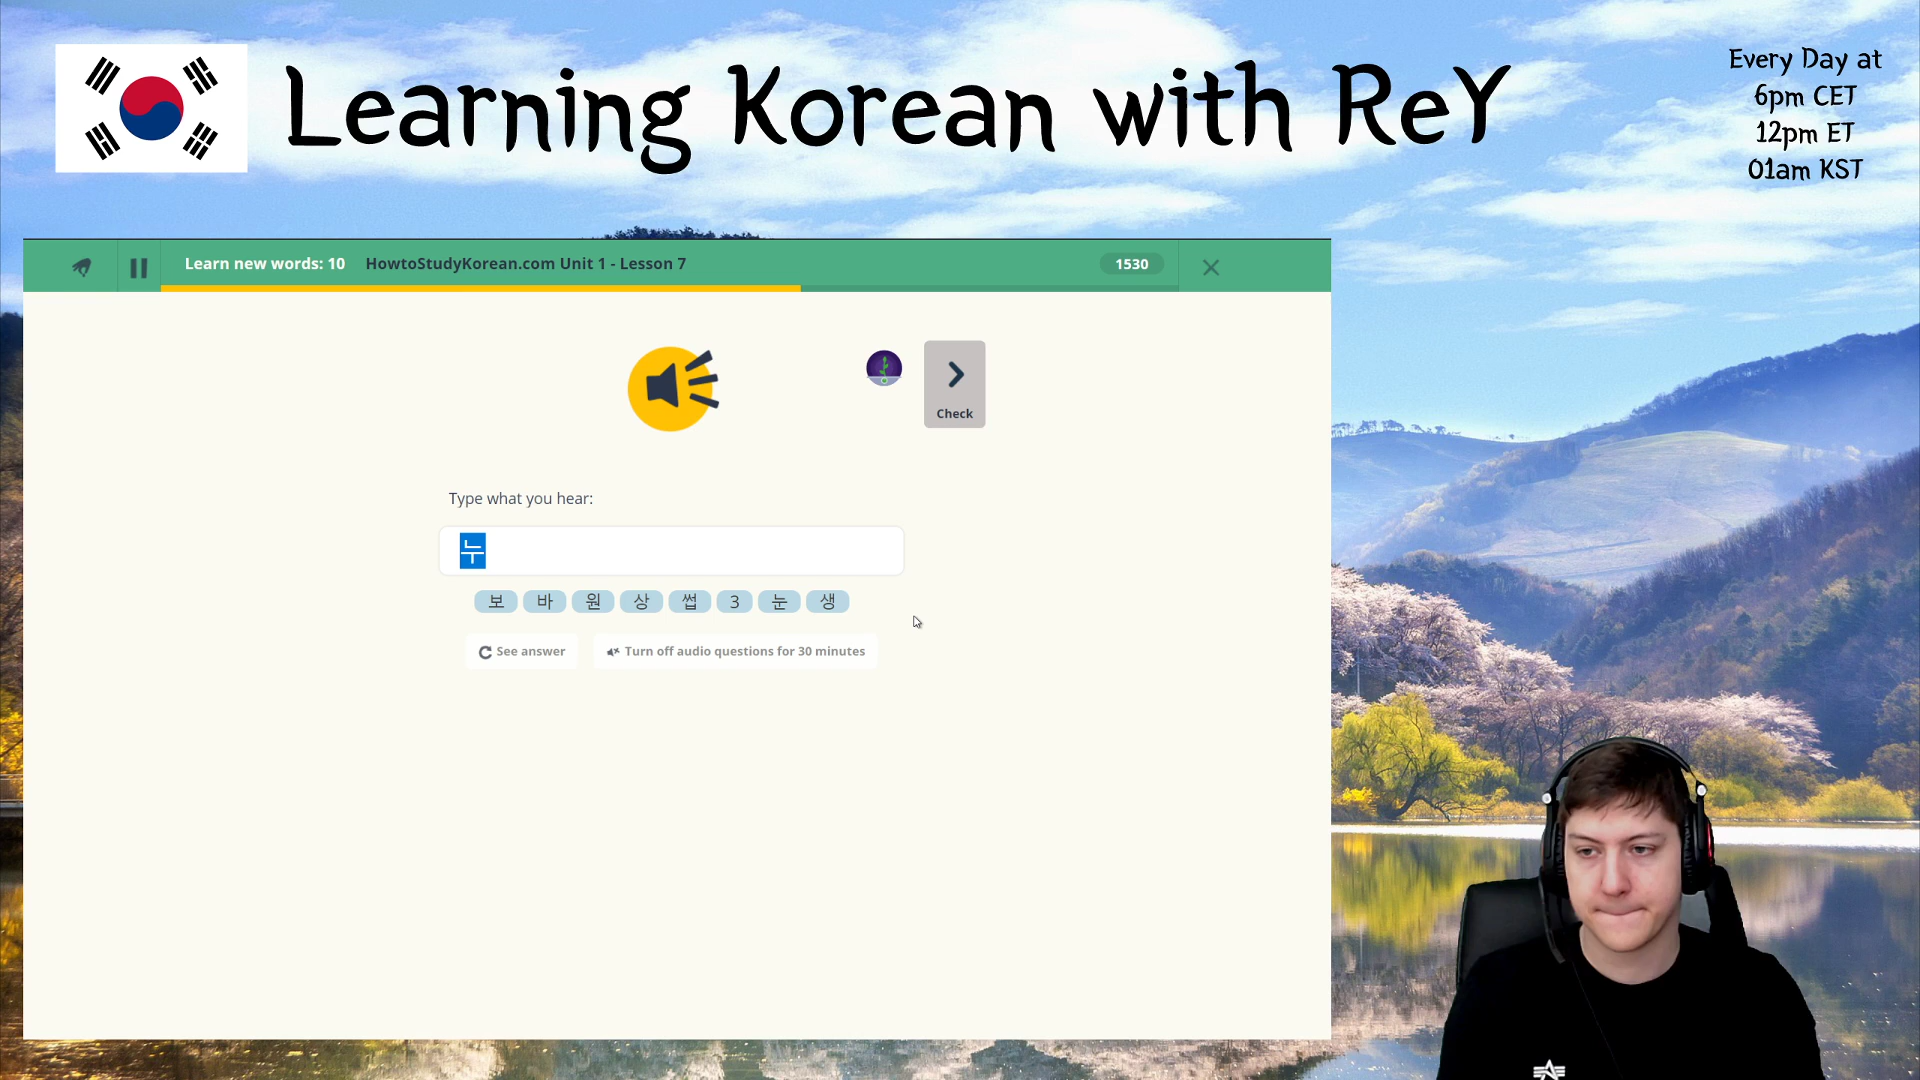 Learning Korean with ReY
Every Day at
6pm CET
12pm ET
01am KST
Learn new words: 10 HowtoStudyKorean.com Unit 1 - Lesson 7
1530
Check
Type what you hear:
누
보 바 원 상 썹 3 눈 생
See answer Turn off audio questions for 30 minutes